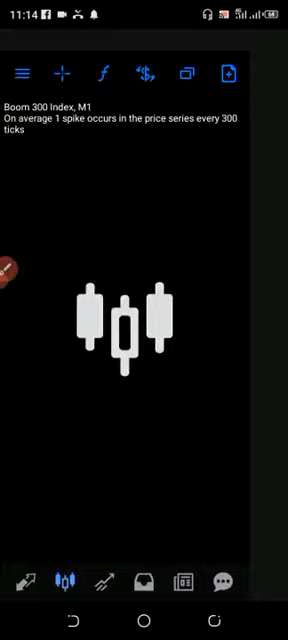 11:14
Boom 300 Index, M1
On average 1 spike occurs in the price series every 300
ticks